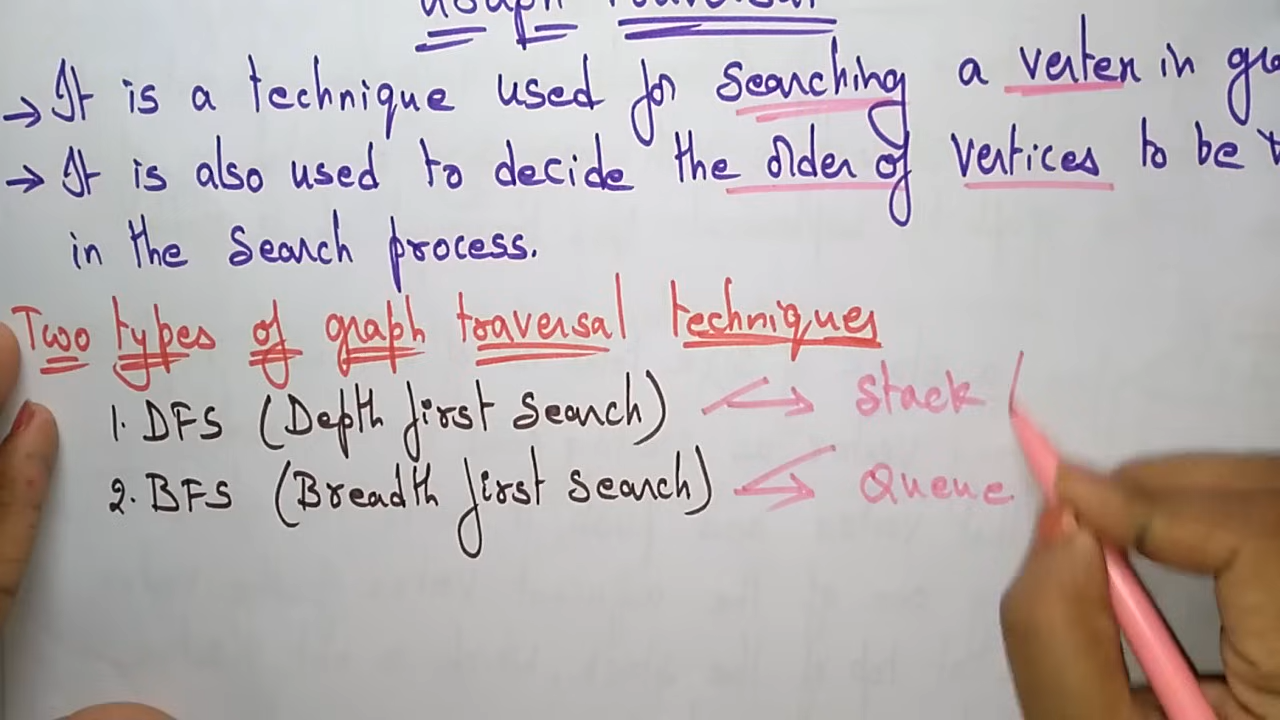 Graph Traversal
→ It is a technique used for searching a vertex in
→ It is also used to decide the order of vertices to be
in the search process.
Two types of graph traversal techniques
1. DFS (Depth first search) → Stack (
2. BFS (Breadth first search) → Queue